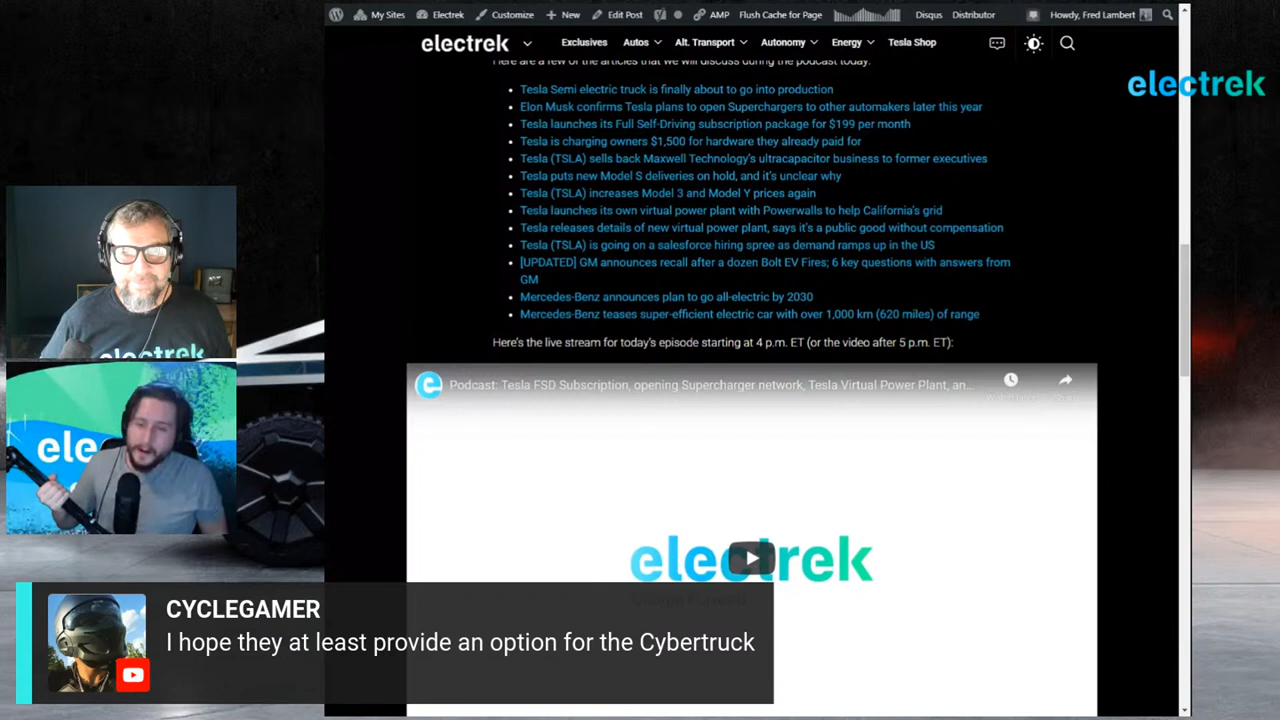 My Sites Electrek Customize New Edit Post AMP Flush Cache for Page Disqus Distributor Howdy, Fred Lambert
electrek Exclusives Autos Alt. Transport Autonomy Energy Tesla Shop
electrek
Here are a few of the articles that we will discuss during the podcast today:
Tesla Semi electric truck is finally about to go into production
Elon Musk confirms Tesla plans to open Superchargers to other automakers later this year
Tesla launches its Full Self-Driving subscription package for $199 per month
Tesla is charging owners $1,500 for hardware they already paid for
Tesla (TSLA) sells back Maxwell Technology's ultracapacitor business to former executives
Tesla puts new Model S deliveries on hold, and it's unclear why
Tesla (TSLA) increases Model 3 and Model Y prices again
Tesla launches its own virtual power plant with Powerwalls to help California's grid
Tesla releases details of new virtual power plant, says it's a public good without compensation
Tesla (TSLA) is going on a salesforce hiring spree as demand ramps up in the US
[UPDATED] GM announces recall after a dozen Bolt EV Fires; 6 key questions with answers from
GM
Mercedes-Benz announces plan to go all-electric by 2030
Mercedes-Benz teases super-efficient electric car with over 1,000 km (620 miles) of range
Here's the live stream for today's episode starting at 4 p.m. ET (or the video after 5 p.m. ET):
e Podcast: Tesla FSD Subscription, opening Supercharger network, Tesla Virtual Power Plant, an...
electrek
electrek
ele
CYCLEGAMER
I hope they at least provide an option for the Cybertruck